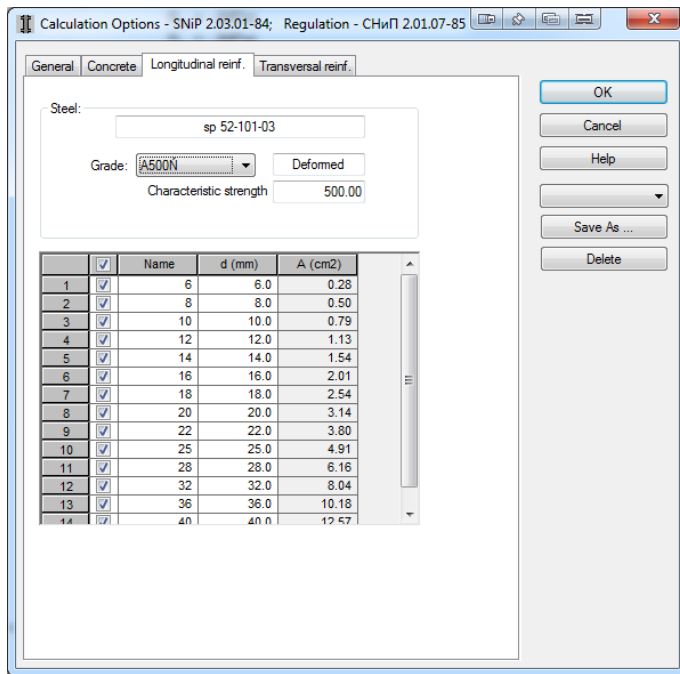 Calculation Options - SNiP 2.03.01-84; Regulation - СНиП 2.01.07-85
General Concrete Longitudinal reinf. Transversal reinf.
Steel:
sp 52-101-03
Grade: A500Ñ Deformed
Characteristic strength 500.00
OK
Cancel
Help
Save As ...
Delete
Name d (mm) A (cm2)
1 6 6.0 0.28
2 8 8.0 0.50
3 10 10.0 0.79
4 12 12.0 1.13
5 14 14.0 1.54
6 16 16.0 2.01
7 18 18.0 2.54
8 20 20.0 3.14
9 22 22.0 3.80
10 25 25.0 4.91
11 28 28.0 6.16
12 32 32.0 8.04
13 36 36.0 10.18
14 40 40.0 12.57